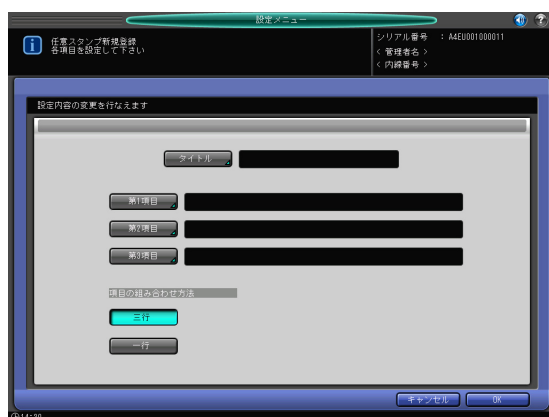 設定メニュー
任意スタンプ新規登録
各項目を設定して下さい
シリアル番号 : A4EU001000011
< 管理者名 >
< 内線番号 >
設定内容の変更を行なえます
タイトル
第1項目
第2項目
第3項目
項目の組み合わせ方法
三行
一行
キャンセル
OK
14:30